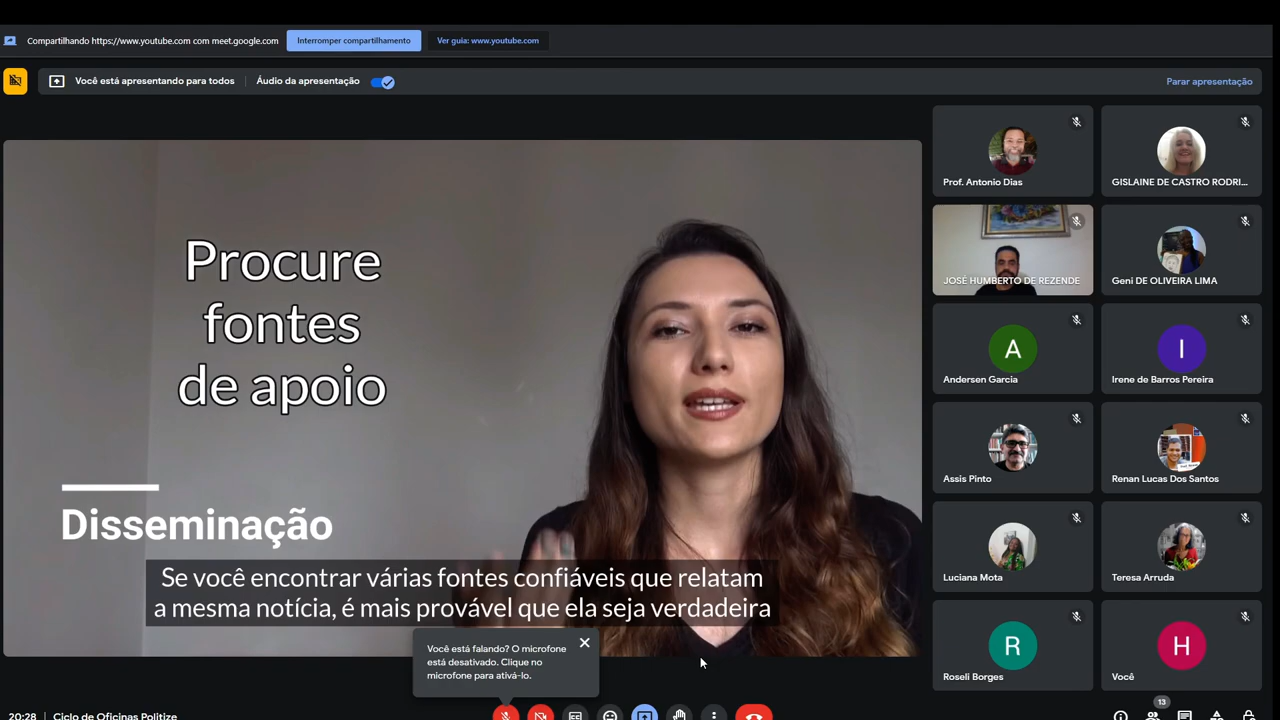 Compartilhando https://www.youtube.com com meet.google.com
Interromper compartilhamento
Ver guia: www.youtube.com
Você está apresentando para todos
Áudio da apresentação
Parar apresentação
Procure
fontes
de apoio
Disseminação
Se você encontrar várias fontes confiáveis que relatam
a mesma notícia, é mais provável que ela seja verdadeira
Você está falando? O microfone
está desativado. Clique no
microfone para ativá-lo.
Prof. Antonio Dias
GISLAINE DE CASTRO RODRI...
JOSÉ HUMBERTO DE REZENDE
Geni DE OLIVEIRA LIMA
A
Andersen Garcia
I
Irene de Barros Pereira
Assis Pinto
Renan Lucas Dos Santos
Luciana Mota
Teresa Arruda
R
Roseli Borges
H
Você
20:28
Ciclo de Oficinas Politize
13